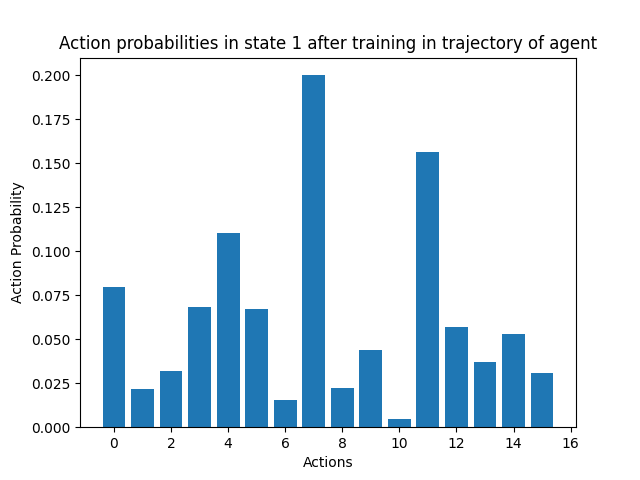 Action probabilities in state 1 after training in trajectory of agent
0.200
0.175
0.150
0.125
0.100
0.075
0.050
0.025
0.000
Action Probability
0 2 4 6 8 10 12 14 16
Actions